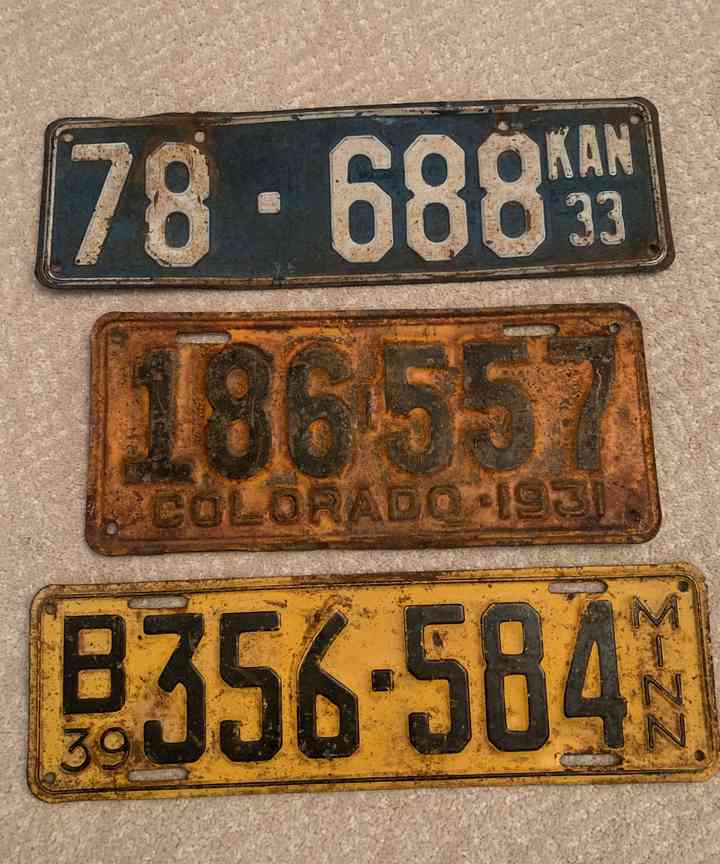 78·688 KAN 33
186·557
COLORADO·1931
B 356·584 MINN
39